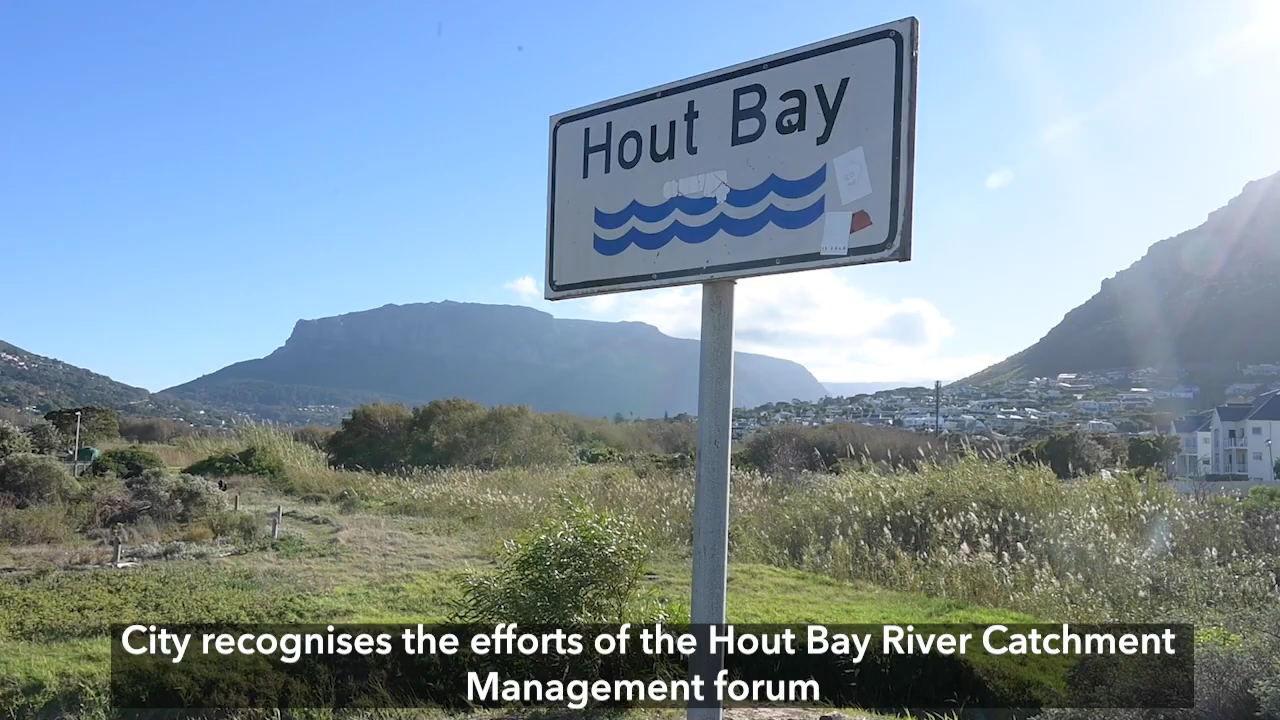 Hout Bay
City recognises the efforts of the Hout Bay River Catchment
Management forum